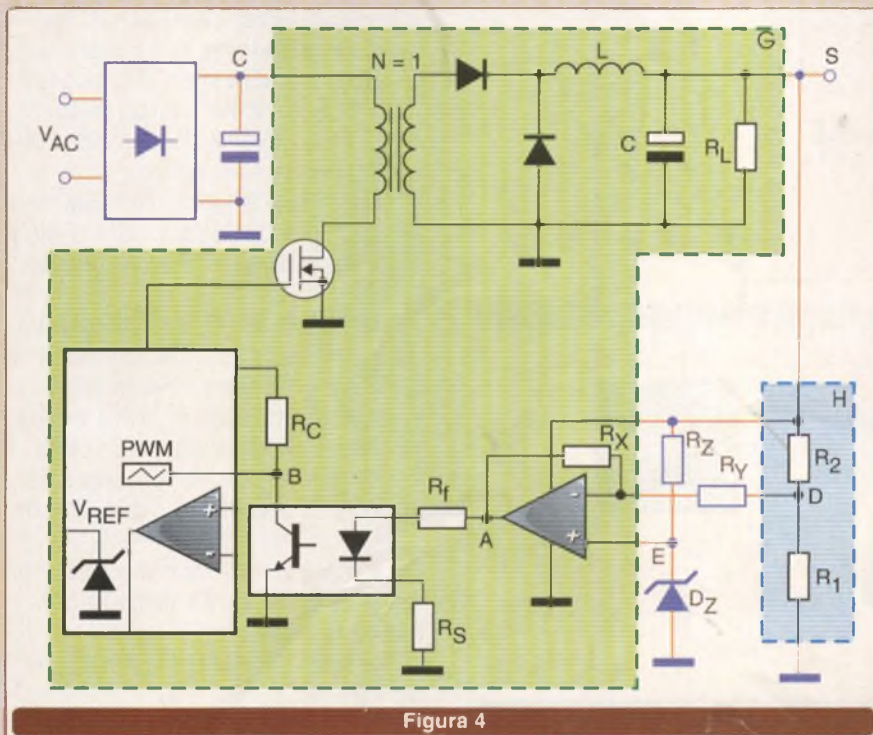 G
C
N = 1
L
S
V_AC
C
R_L
H
R_C
R_X
R_Z
R_2
PWM
R_Y
B
R_f
D
V_REF
+
-
-
+
A
E
R_1
D_Z
R_S
Figura 4